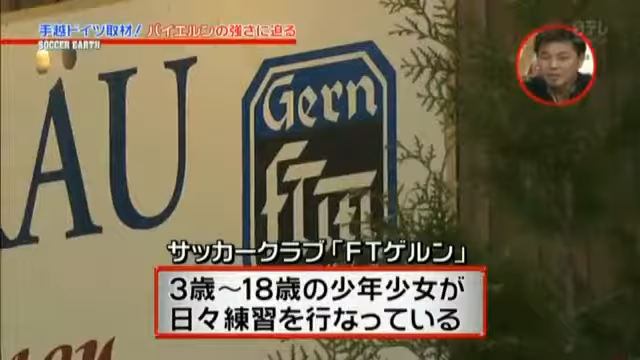 手越ドイツ取材! バイエルンの強さに迫る
SOCCER EARTH
日テレ
ÄU
Gern
FTM
サッカークラブ「FTゲルン」
3歳~18歳の少年少女が
日々練習を行なっている